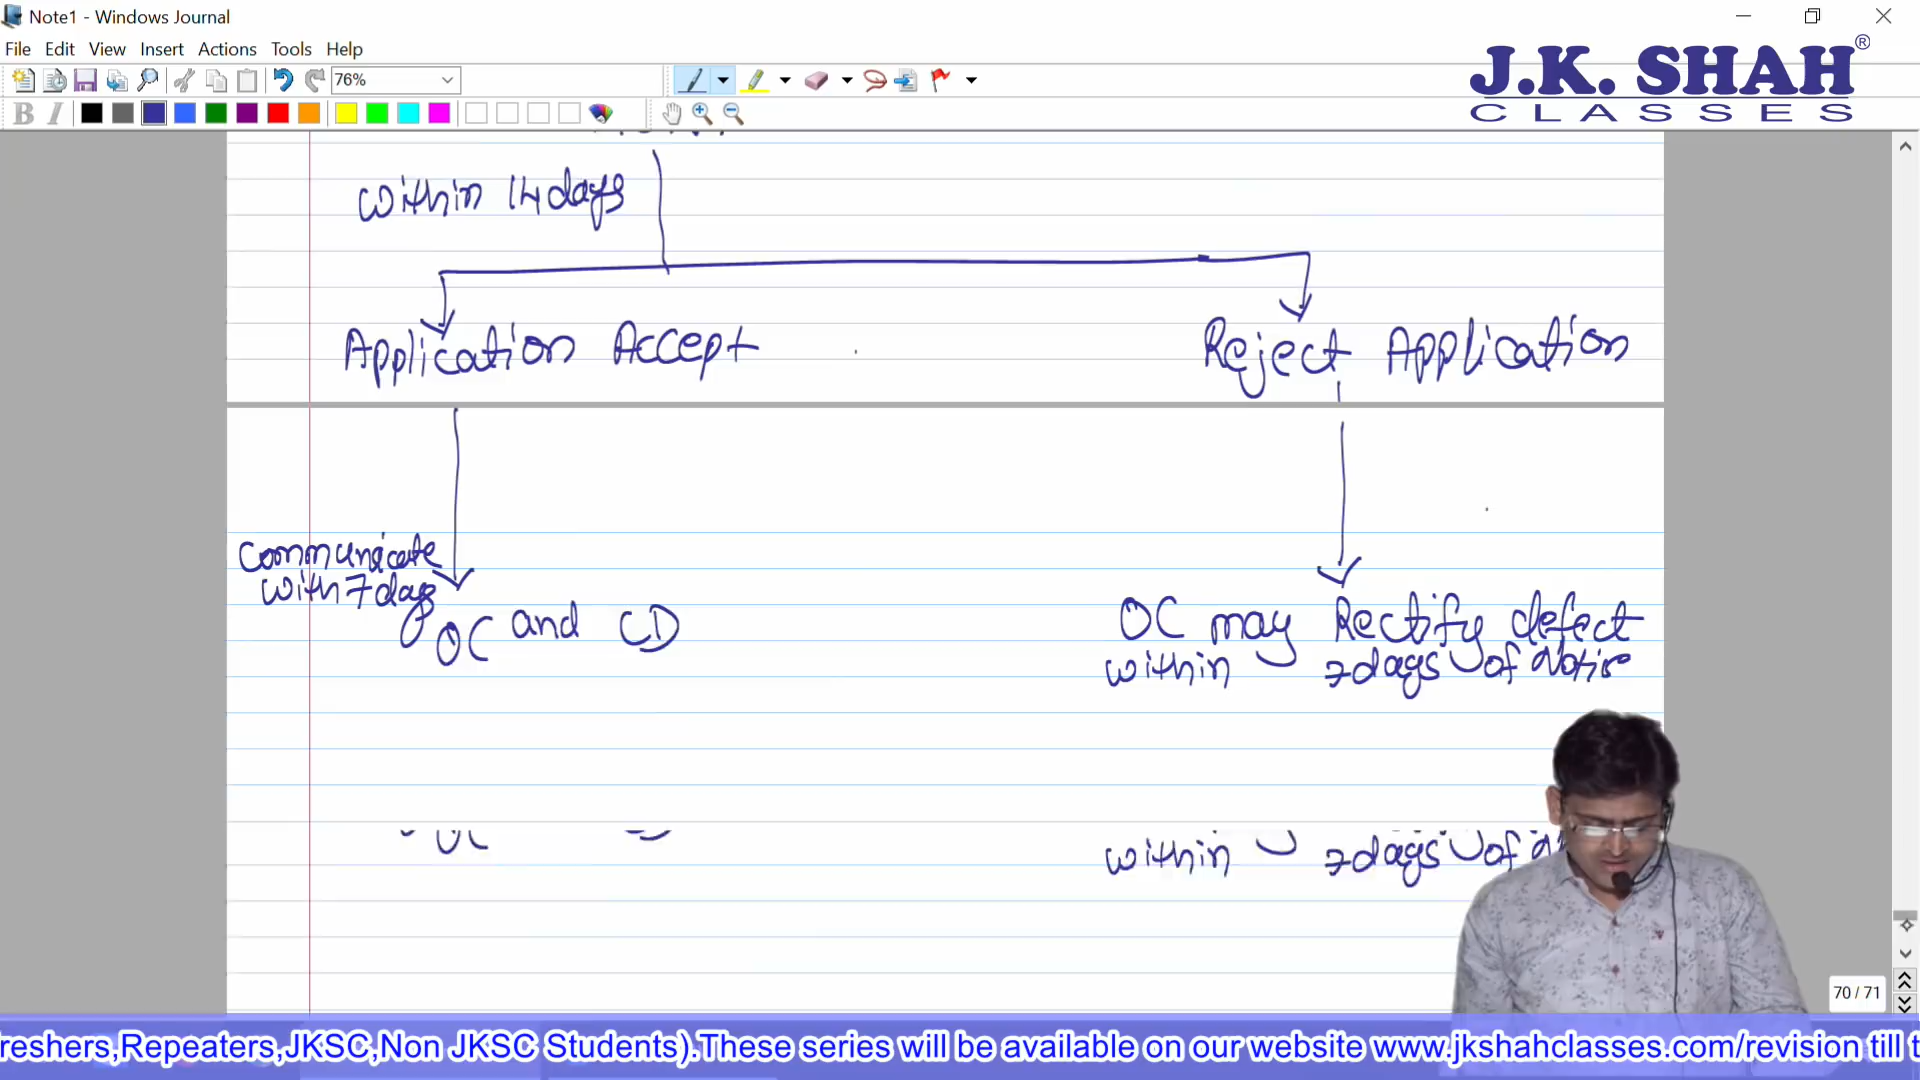 Note1 - Windows Journal
File Edit View Insert Actions Tools Help
76%
B I
J.K. SHAH®
CLASSES
within 14 days
Application Accept
Reject Application
communicate
with 7 days
OC and CD
OC may Rectify defect
within 7 days of Notic
within 7 days of
70 / 71
reshers,Repeaters,JKSC,Non JKSC Students).These series will be available on our website www.jkshahclasses.com/revision till t